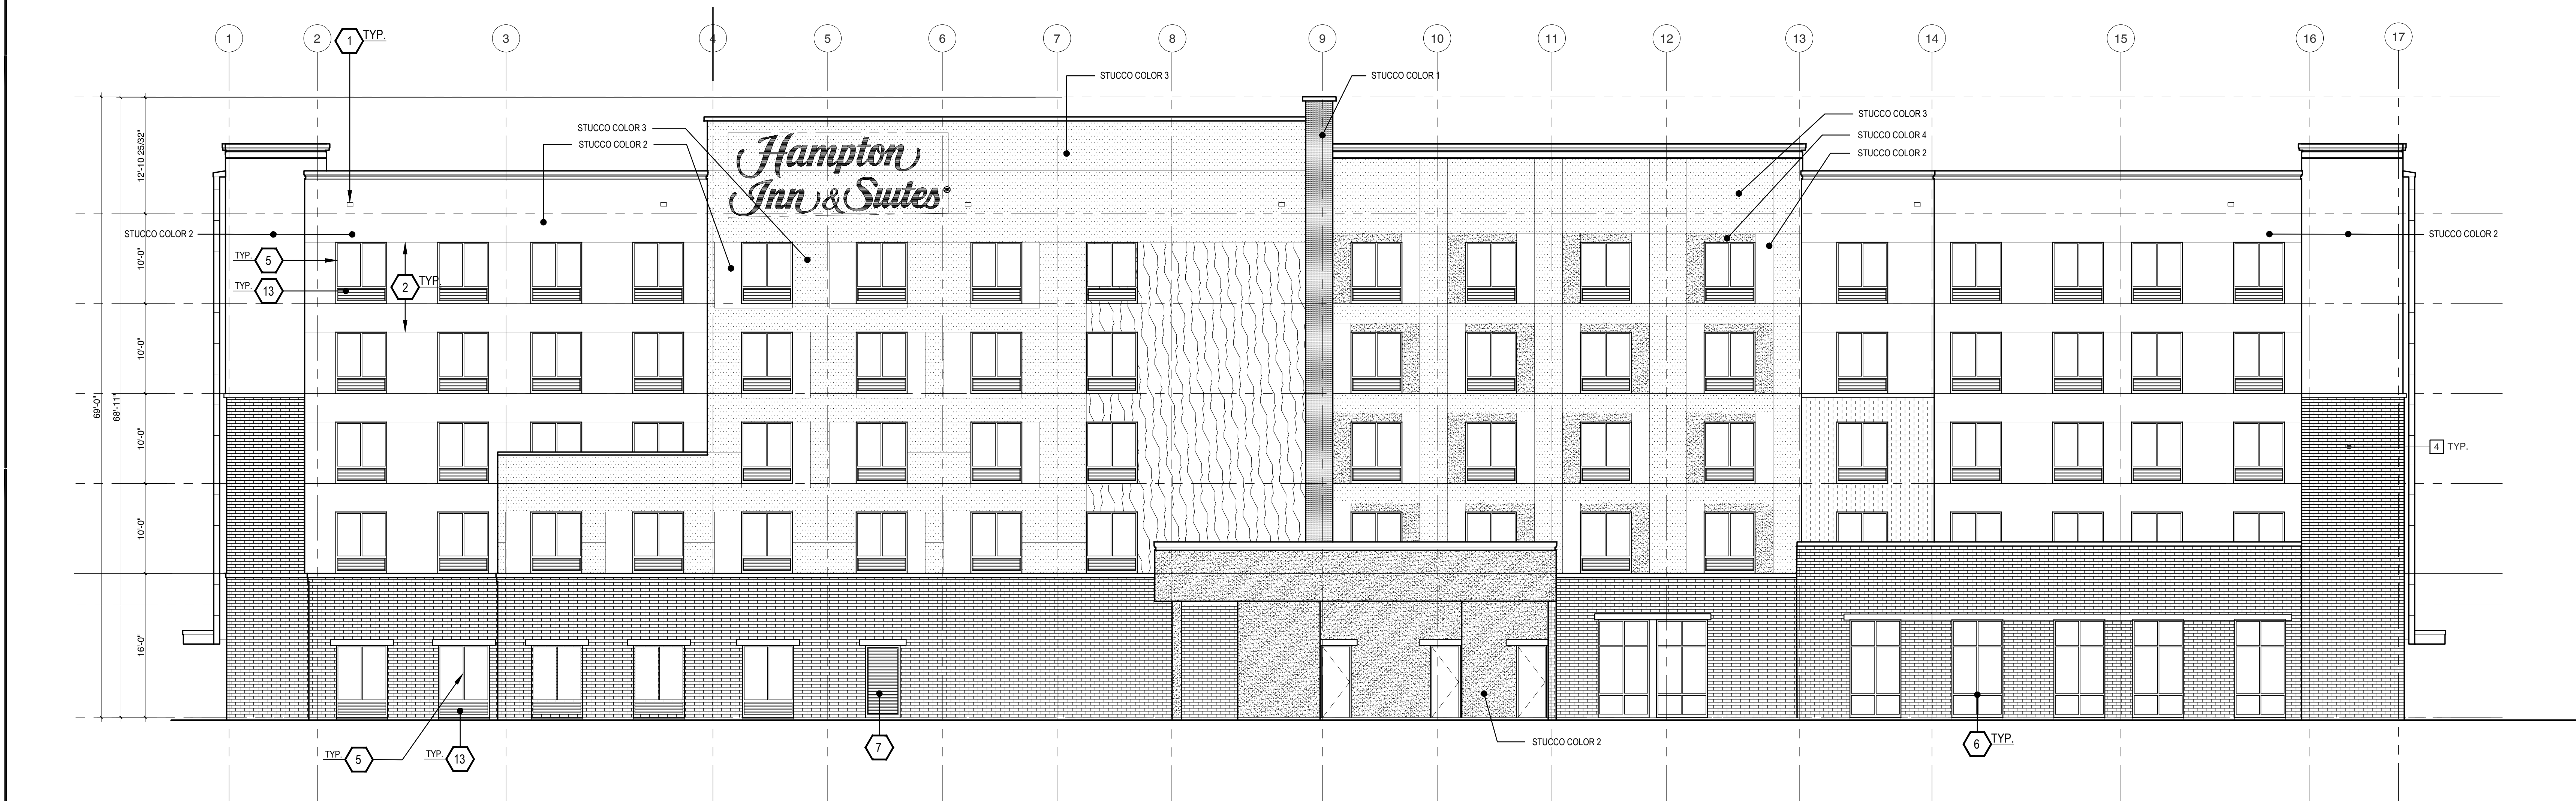 1 2 3 4 5 6 7 8 9 10 11 12 13 14 15 16 17
1 TYP.
STUCCO COLOR 3
STUCCO COLOR 1
STUCCO COLOR 3
STUCCO COLOR 3
STUCCO COLOR 4
STUCCO COLOR 2
STUCCO COLOR 2
Hampton
Inn & Suites®
12'-10 25/32"
STUCCO COLOR 2
STUCCO COLOR 2
TYP. 5
10'-0"
TYP. 13
2 TYP.
10'-0"
69'-0"
68'-11"
10'-0"
4 TYP.
10'-0"
16'-0"
TYP. 5
TYP. 13
7
STUCCO COLOR 2
6 TYP.